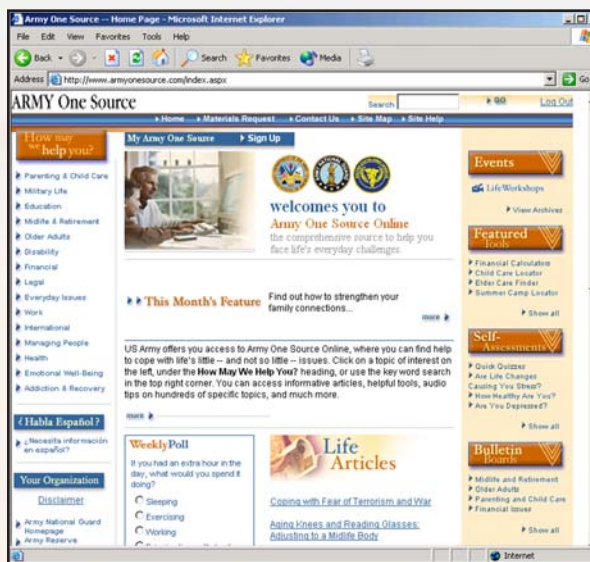 Army One Source -- Home Page - Microsoft Internet Explorer
File Edit View Favorites Tools Help
Back Search Favorites Media
Address http://www.armyonesource.com/index.aspx Go
ARMY One Source
Search GO Log Out
Home Materials Request Contact Us Site Map Site Help
How may we help you?
Parenting & Child Care
Military Life
Education
Midlife & Retirement
Older Adults
Disability
Financial
Legal
Everyday Issues
Work
International
Managing People
Health
Emotional Well-Being
Addiction & Recovery
¿Habla Español?
¿Necesita información
en español?
Your Organization
Disclaimer
Army National Guard
Homepage
Army Reserve
My Army One Source Sign Up
welcomes you to
Army One Source Online
the comprehensive source to help you
face life's everyday challenges.
This Month's Feature
Find out how to strengthen your
family connections...
more
US Army offers you access to Army One Source Online, where you can find help
to cope with life's little -- and not so little -- issues. Click on a topic of interest on
the left, under the How May We Help You? heading, or use the key word search
in the top right corner. You can access informative articles, helpful tools, audio
tips on hundreds of specific topics, and much more.
more
Weekly Poll
If you had an extra hour in the
day, what would you spend it
doing?
Sleeping
Exercising
Working
Life
Articles
Coping with Fear of Terrorism and War
Aging Knees and Reading Glasses:
Adjusting to a Midlife Body
Events
LifeWorkshops
View Archives
Featured
Tools
Financial Calculators
Child Care Locator
Elder Care Finder
Summer Camp Locator
Show all
Self-
Assessments
Quick Quizzes
Are Life Changes
Causing You Stress?
How Healthy Are You?
Are You Depressed?
Show all
Bulletin
Boards
Midlife and Retirement
Older Adults
Parenting and Child Care
Financial Issues
Show all
Internet